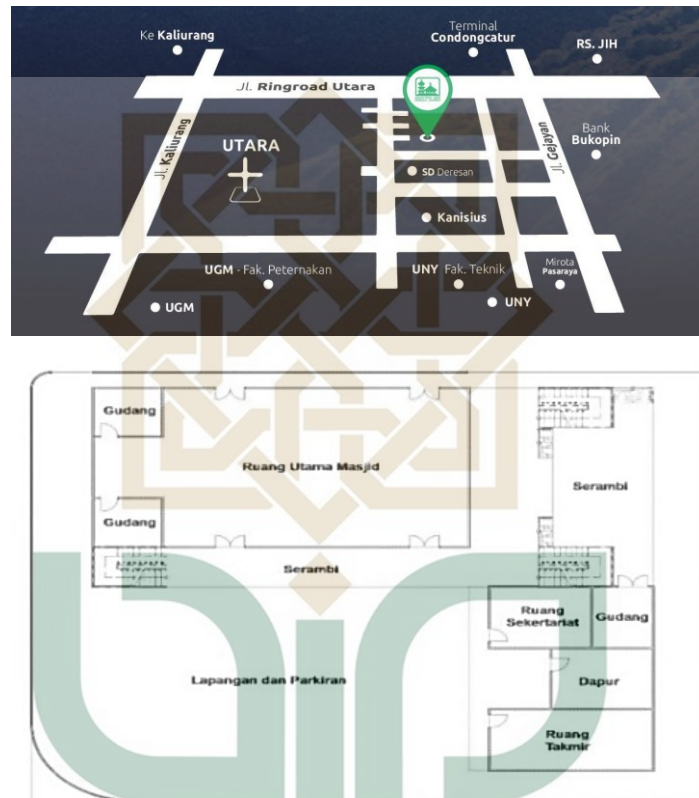 Ke Kaliurang
Terminal
Condongcatur
RS. JIH
Jl. Ringroad Utara
Jl. Kaliurang
UTARA
Jl. Gejayan
Bank
Bukopin
SD Deresan
Kanisius
UGM - Fak. Peternakan
UNY Fak. Teknik
Mirota
Pasaraya
UGM
UNY
Gudang
Ruang Utama Masjid
Serambi
Gudang
Serambi
Ruang
Sekertariat
Gudang
Lapangan dan Parkiran
Dapur
Ruang
Takmir